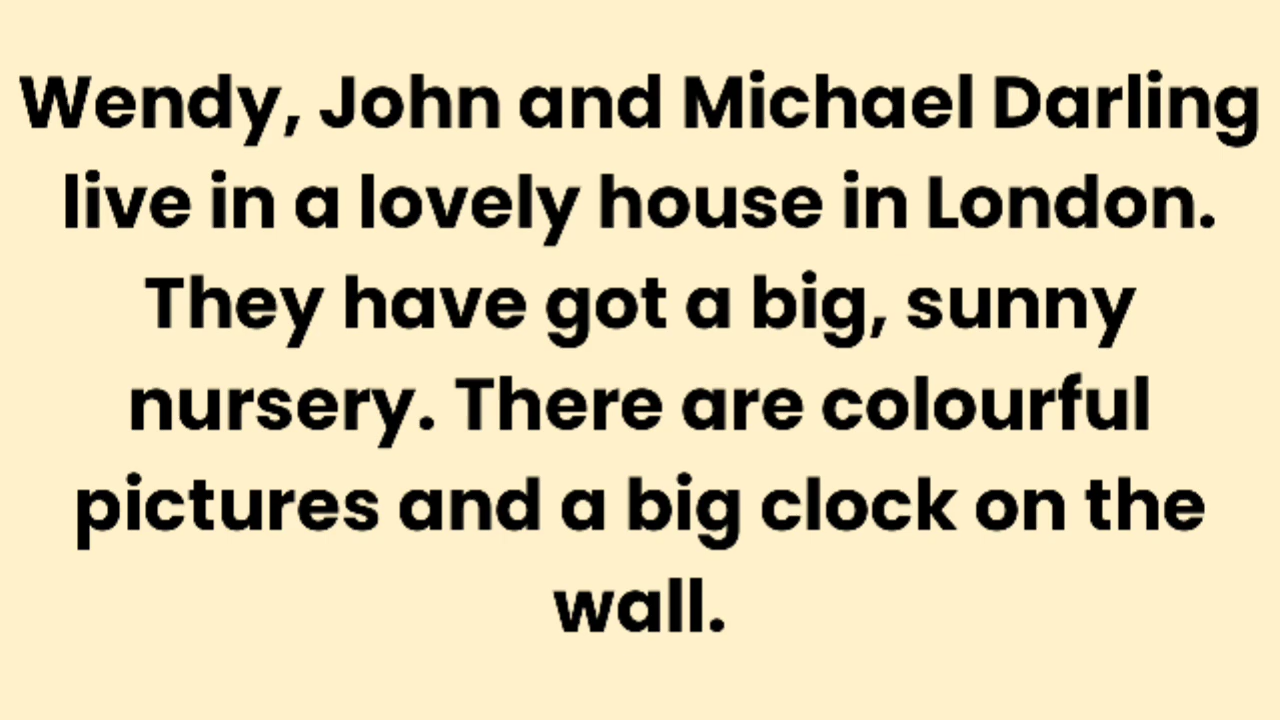 Wendy, John and Michael Darling
live in a lovely house in London.
They have got a big, sunny
nursery. There are colourful
pictures and a big clock on the
wall.